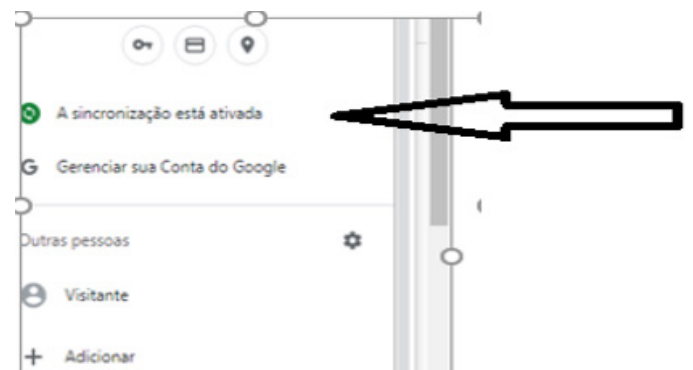 A sincronização está ativada
G Gerenciar sua Conta do Google
Outras pessoas
Visitante
Adicionar